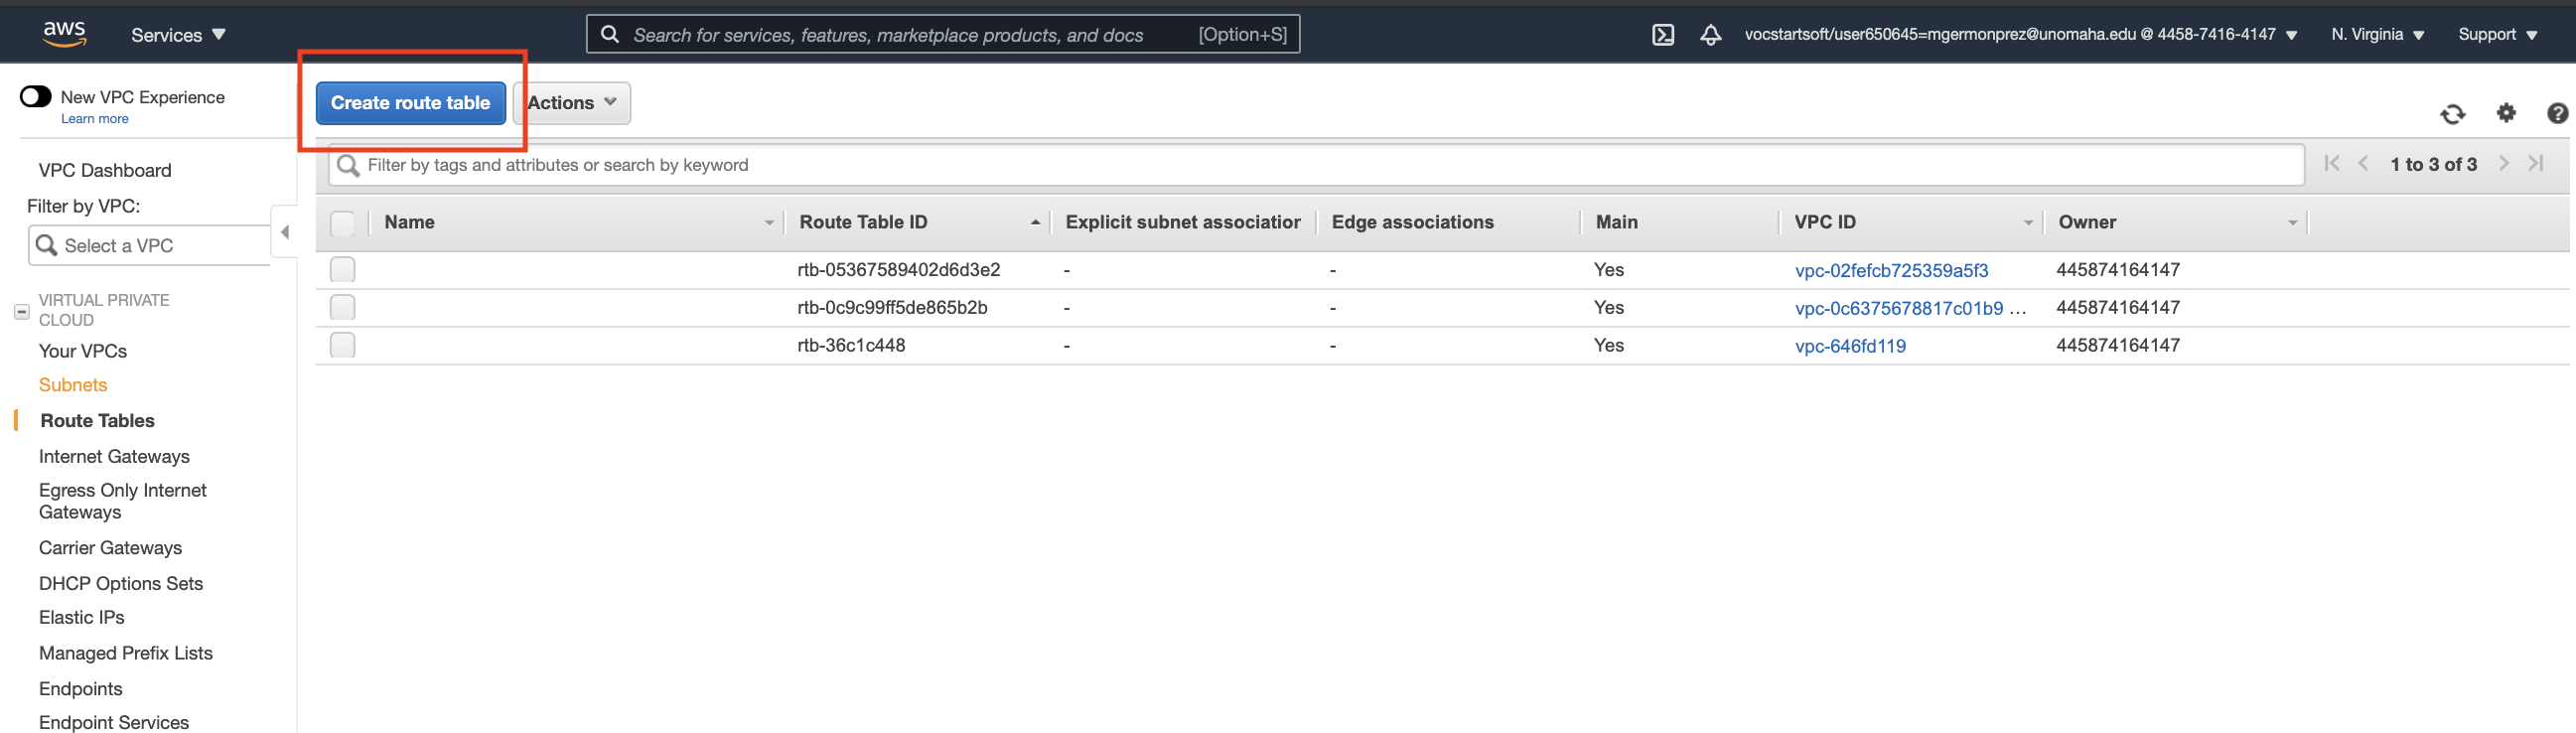 aws
Services
Search for services, features, marketplace products, and docs [Option+S]
vocstartsoft/user650645=mgermonprez@unomaha.edu @ 4458-7416-4147
N. Virginia
Support
New VPC Experience
Learn more
VPC Dashboard
Filter by VPC:
Select a VPC
VIRTUAL PRIVATE
CLOUD
Your VPCs
Subnets
Route Tables
Internet Gateways
Egress Only Internet
Gateways
Carrier Gateways
DHCP Options Sets
Elastic IPs
Managed Prefix Lists
Endpoints
Endpoint Services
Create route table
Actions
Filter by tags and attributes or search by keyword
1 to 3 of 3
Name Route Table ID Explicit subnet association Edge associations Main VPC ID Owner
rtb-05367589402d6d3e2 - - Yes vpc-02fefcb725359a5f3 445874164147
rtb-0c9c99ff5de865b2b - - Yes vpc-0c6375678817c01b9 ... 445874164147
rtb-36c1c448 - - Yes vpc-646fd119 445874164147